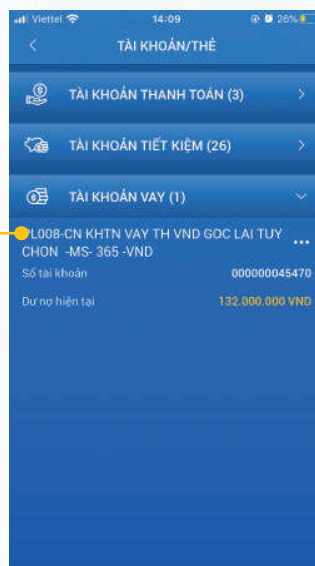 Viettel 14:09 26%
TÀI KHOẢN/THẺ
TÀI KHOẢN THANH TOÁN (3)
TÀI KHOẢN TIẾT KIỆM (26)
TÀI KHOẢN VAY (1)
PL008-CN KHTN VAY TH VND GOC LAI TUY
CHON -MS- 365 -VND
Số tài khoản 000000045470
Dư nợ hiện tại 132.000.000 VND